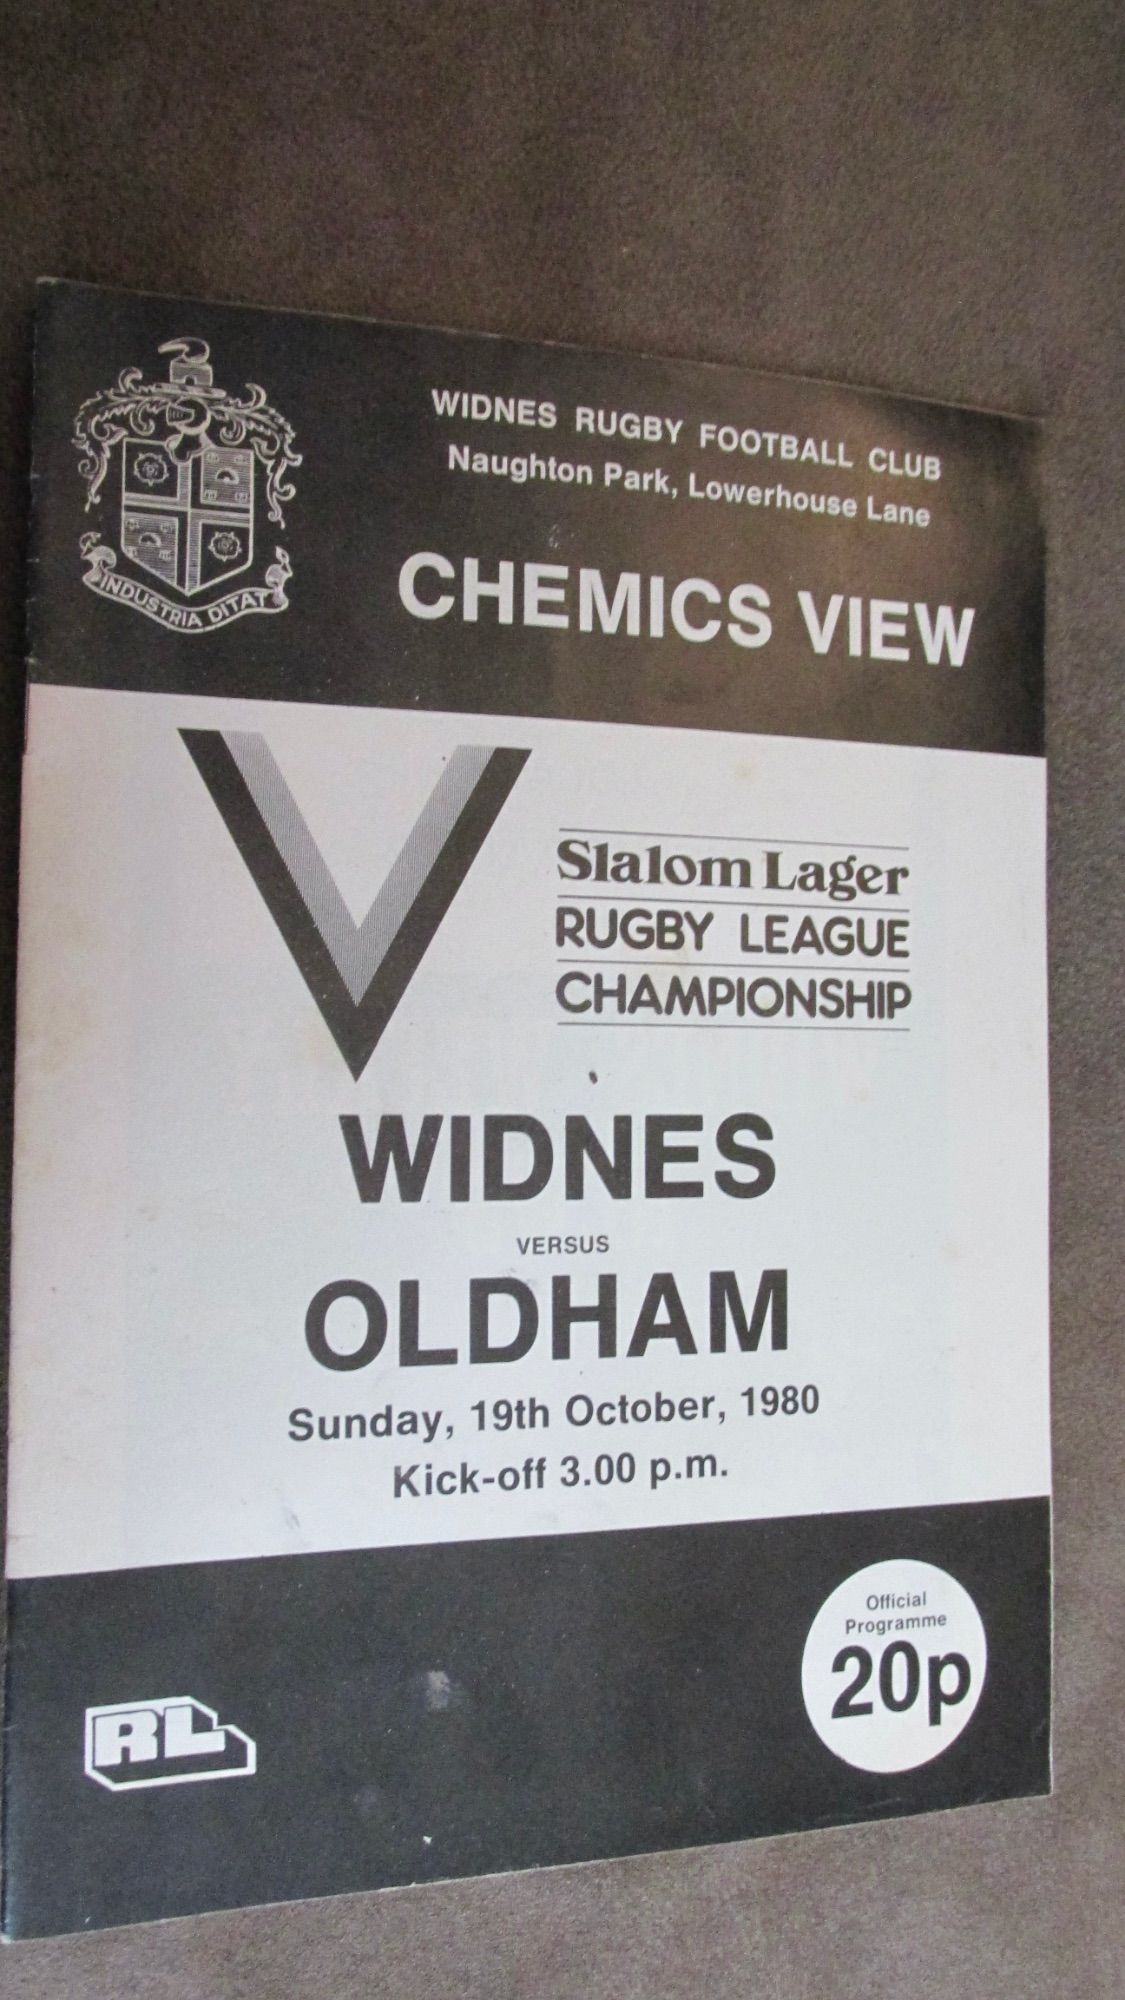 WIDNES RUGBY FOOTBALL CLUB
Naughton Park, Lowerhouse Lane
CHEMICS VIEW
INDUSTRIA DITAT
Slalom Lager
RUGBY LEAGUE
CHAMPIONSHIP
WIDNES
VERSUS
OLDHAM
Sunday, 19th October, 1980
Kick-off 3.00 p.m.
Official
Programme
20p
RL